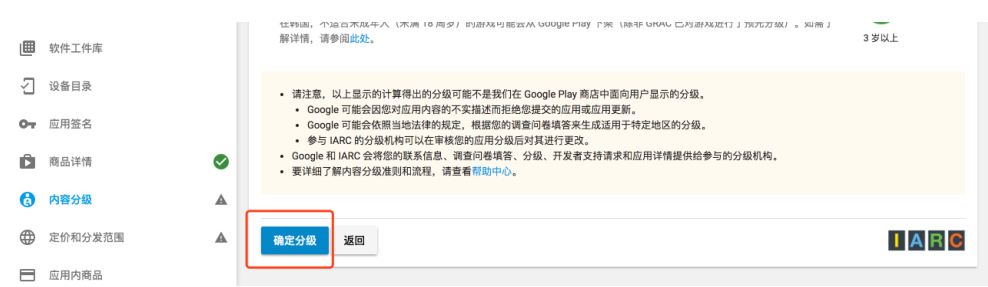 在韩国，不适合未成年人（未满 18 周岁）的游戏可能会从 Google Play 下架（除非 GRAC 已对游戏进行了预先分级）。如需了
解详情，请参阅此处。
3 岁以上
软件工件库
设备目录
应用签名
商品详情
内容分级
定价和分发范围
应用内商品
• 请注意，以上显示的计算得出的分级可能不是我们在 Google Play 商店中面向用户显示的分级。
• Google 可能会因您对应用内容的不实描述而拒绝您提交的应用或应用更新。
• Google 可能会依照当地法律的规定，根据您的调查问卷填答来生成适用于特定地区的分级。
• 参与 IARC 的分级机构可以在审核您的应用分级后对其进行更改。
• Google 和 IARC 会将您的联系信息、调查问卷填答、分级、开发者支持请求和应用详情提供给参与的分级机构。
• 要详细了解内容分级准则和流程，请查看帮助中心。
确定分级
返回
IARC